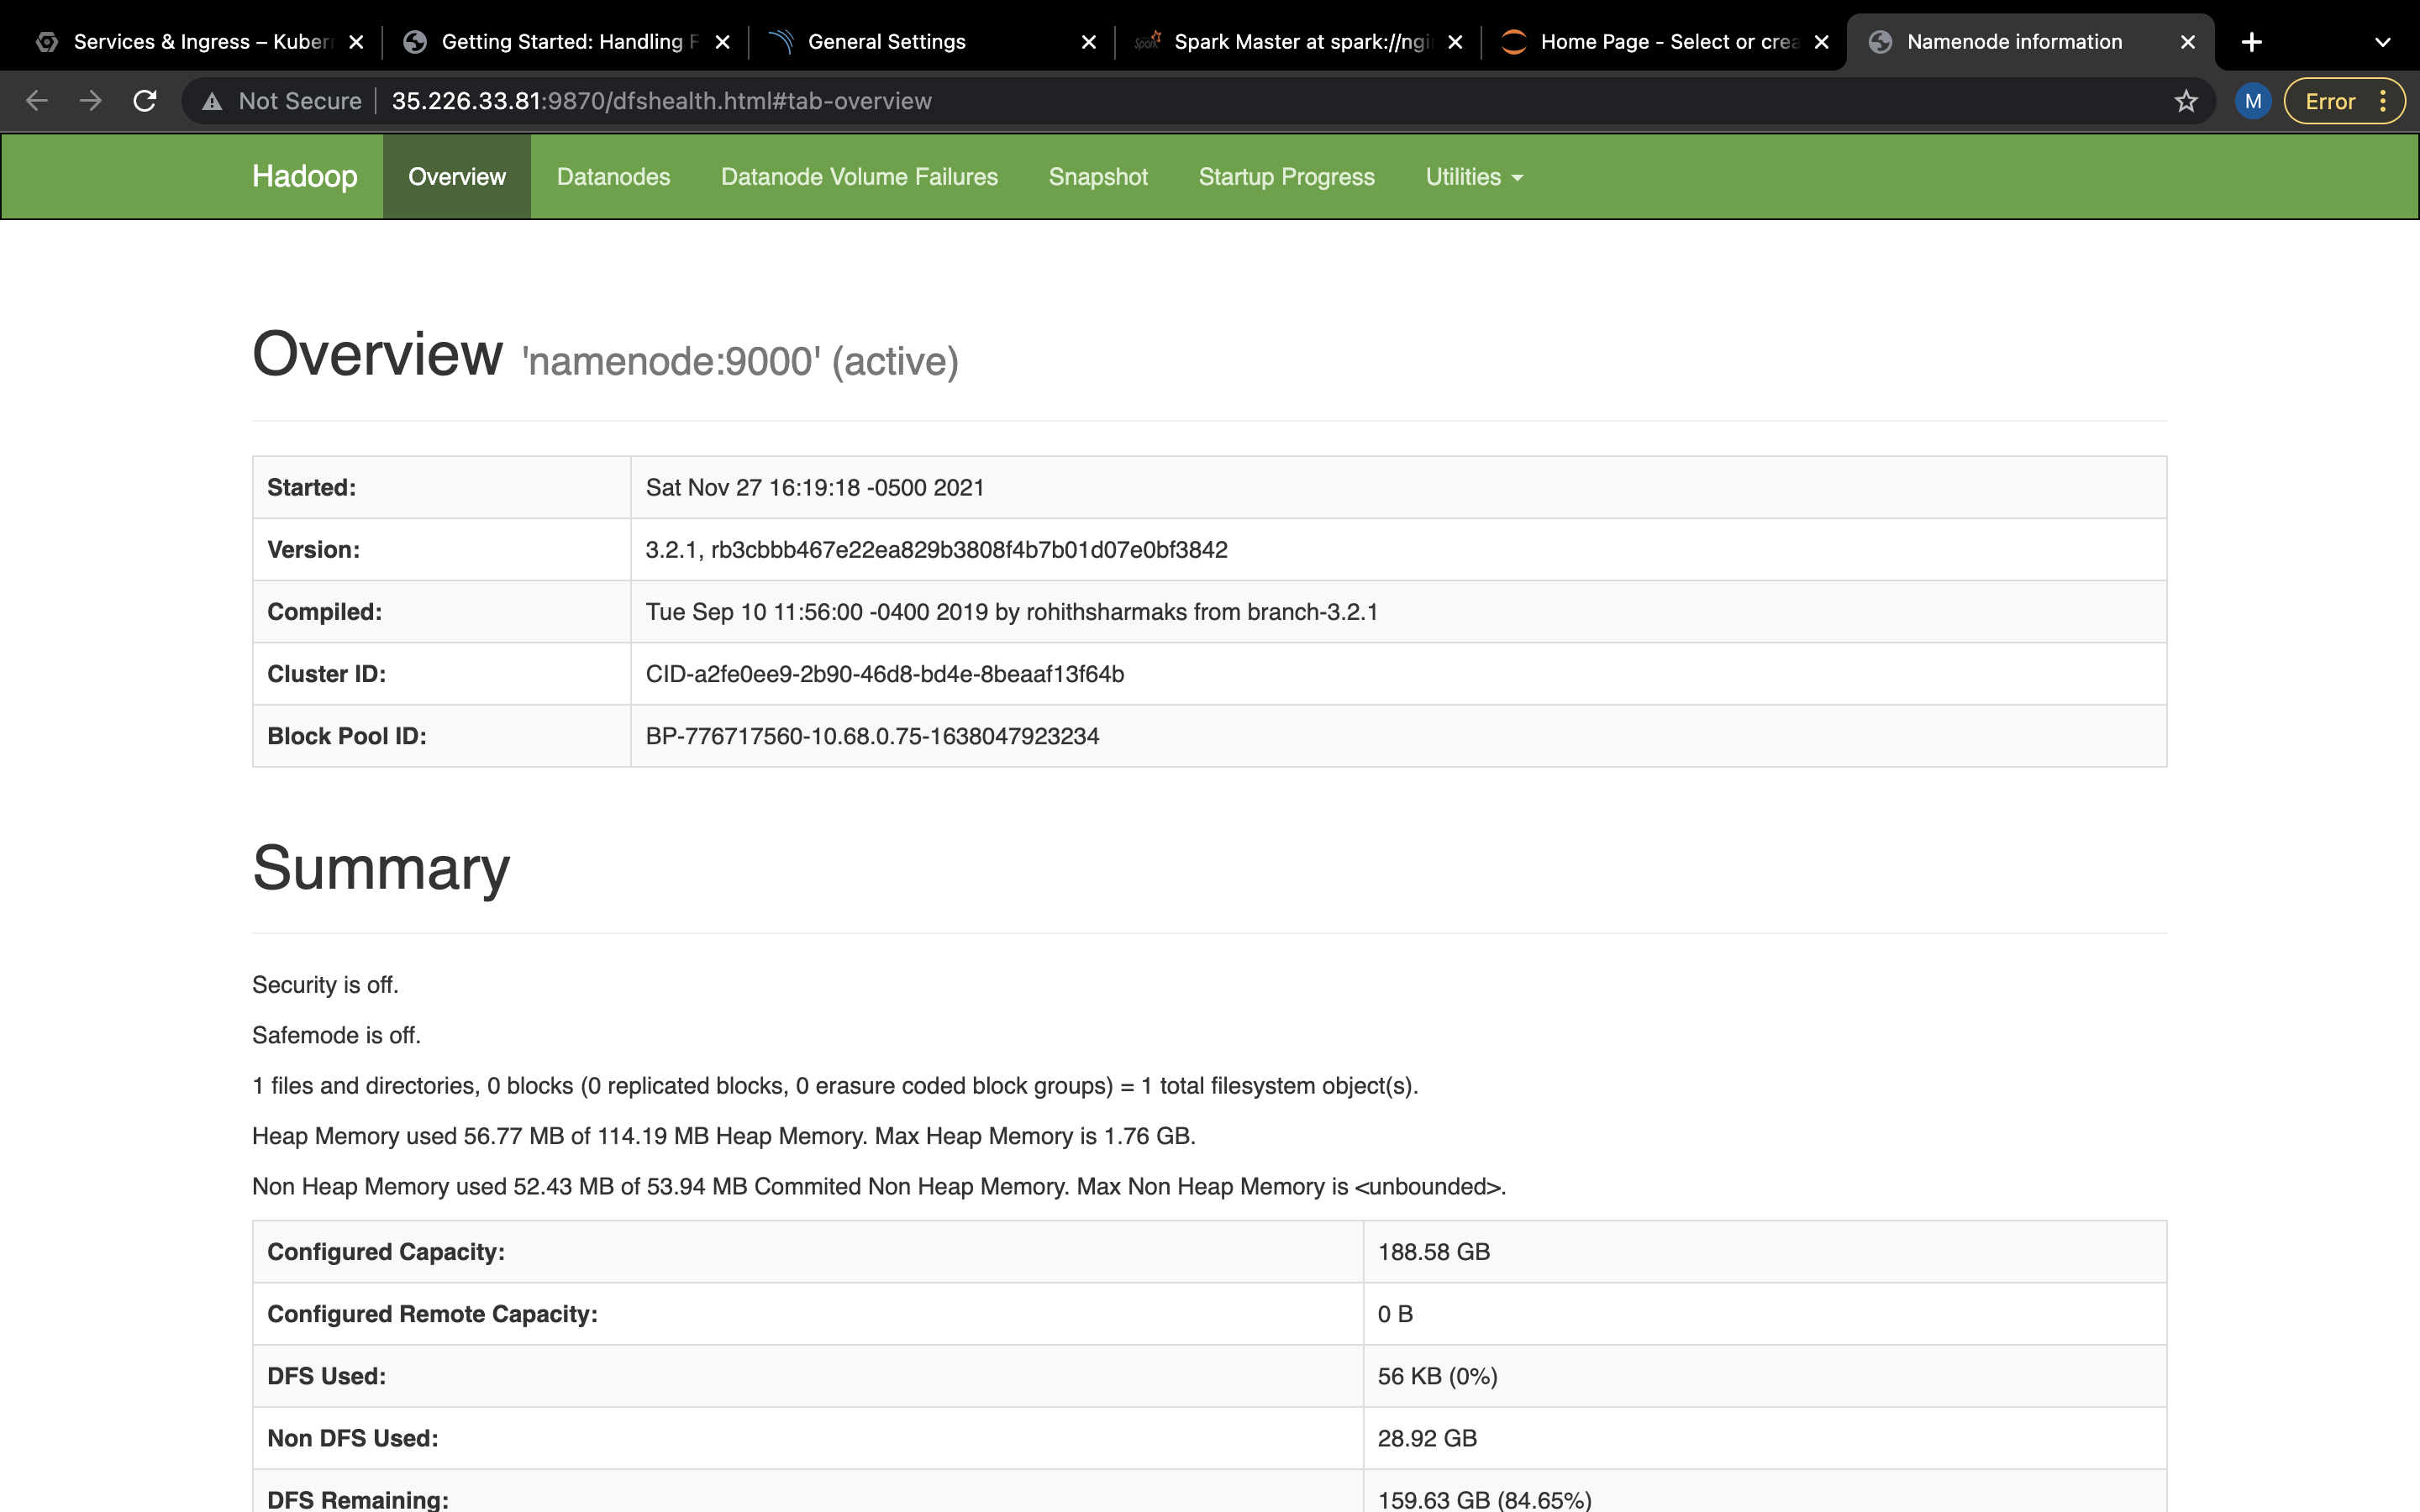 Services & Ingress – Kuber
Getting Started: Handling F
General Settings
Spark Master at spark://ngi
Home Page - Select or crea
Namenode information
Not Secure
35.226.33.81:9870/dfshealth.html#tab-overview
M
Error
Hadoop
Overview
Datanodes
Datanode Volume Failures
Snapshot
Startup Progress
Utilities
Overview 'namenode:9000' (active)
Started: Sat Nov 27 16:19:18 -0500 2021
Version: 3.2.1, rb3cbbb467e22ea829b3808f4b7b01d07e0bf3842
Compiled: Tue Sep 10 11:56:00 -0400 2019 by rohithsharmaks from branch-3.2.1
Cluster ID: CID-a2fe0ee9-2b90-46d8-bd4e-8beaaf13f64b
Block Pool ID: BP-776717560-10.68.0.75-1638047923234
Summary
Security is off.
Safemode is off.
1 files and directories, 0 blocks (0 replicated blocks, 0 erasure coded block groups) = 1 total filesystem object(s).
Heap Memory used 56.77 MB of 114.19 MB Heap Memory. Max Heap Memory is 1.76 GB.
Non Heap Memory used 52.43 MB of 53.94 MB Commited Non Heap Memory. Max Non Heap Memory is <unbounded>.
Configured Capacity: 188.58 GB
Configured Remote Capacity: 0 B
DFS Used: 56 KB (0%)
Non DFS Used: 28.92 GB
DFS Remaining: 159.63 GB (84.65%)